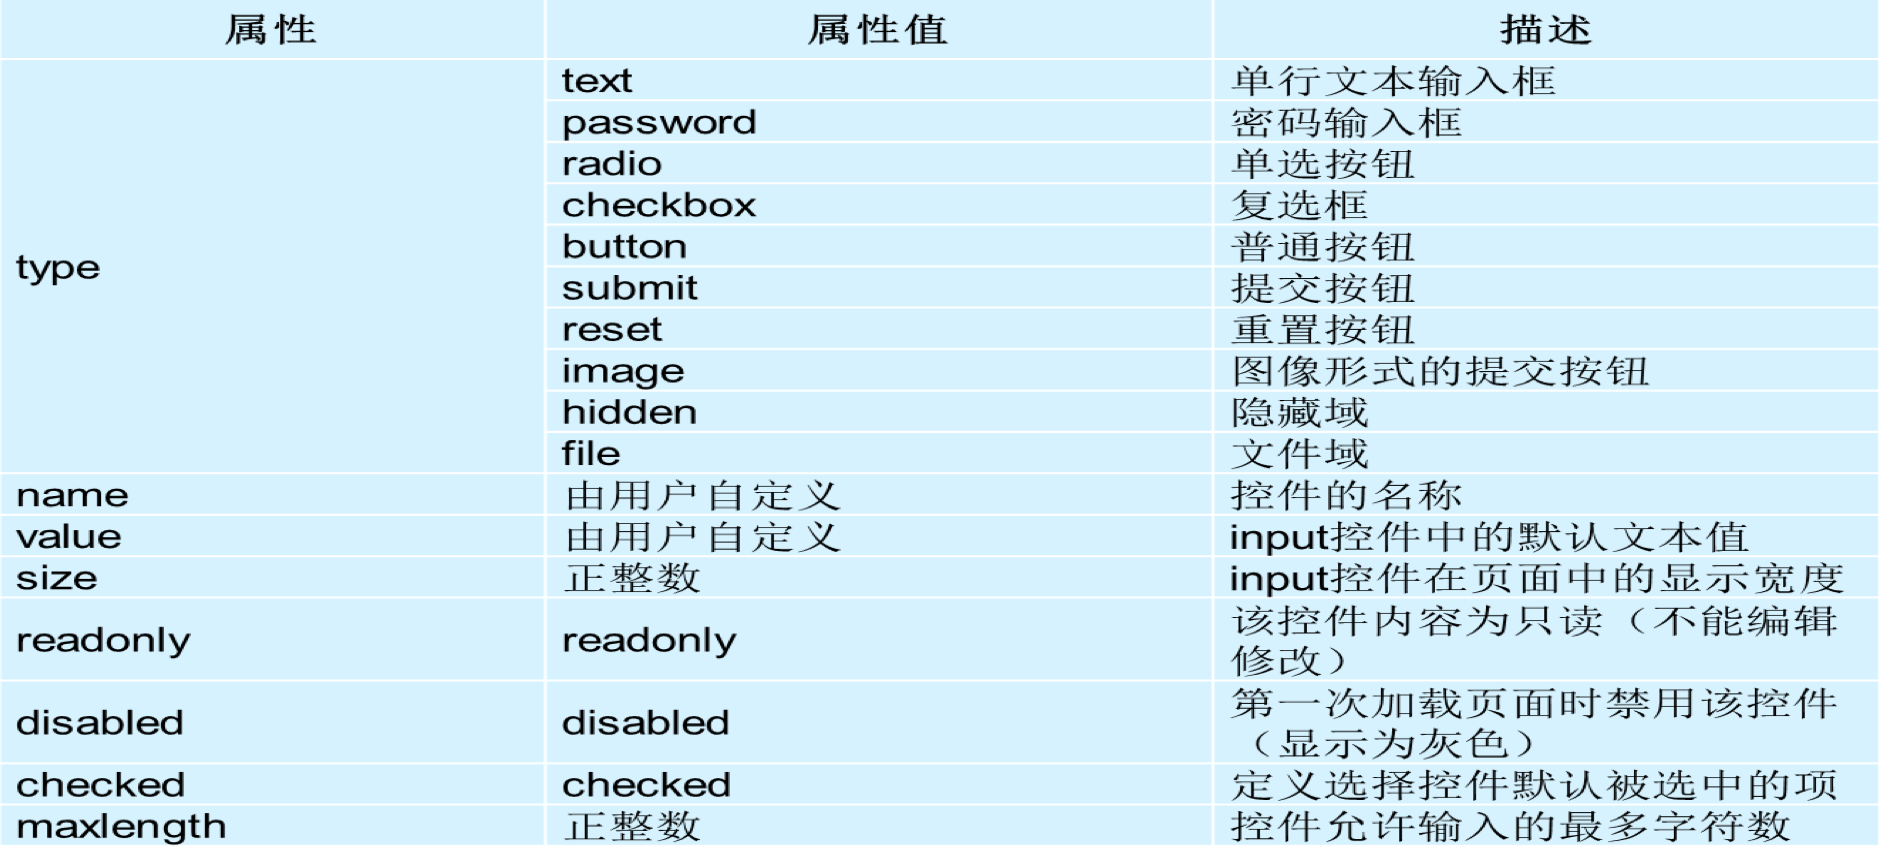 属性 属性值 描述
type text 单行文本输入框
password 密码输入框
radio 单选按钮
checkbox 复选框
button 普通按钮
submit 提交按钮
reset 重置按钮
image 图像形式的提交按钮
hidden 隐藏域
file 文件域
name 由用户自定义 控件的名称
value 由用户自定义 input控件中的默认文本值
size 正整数 input控件在页面中的显示宽度
readonly readonly 该控件内容为只读（不能编辑
修改）
disabled disabled 第一次加载页面时禁用该控件
（显示为灰色）
checked checked 定义选择控件默认被选中的项
maxlength 正整数 控件允许输入的最多字符数